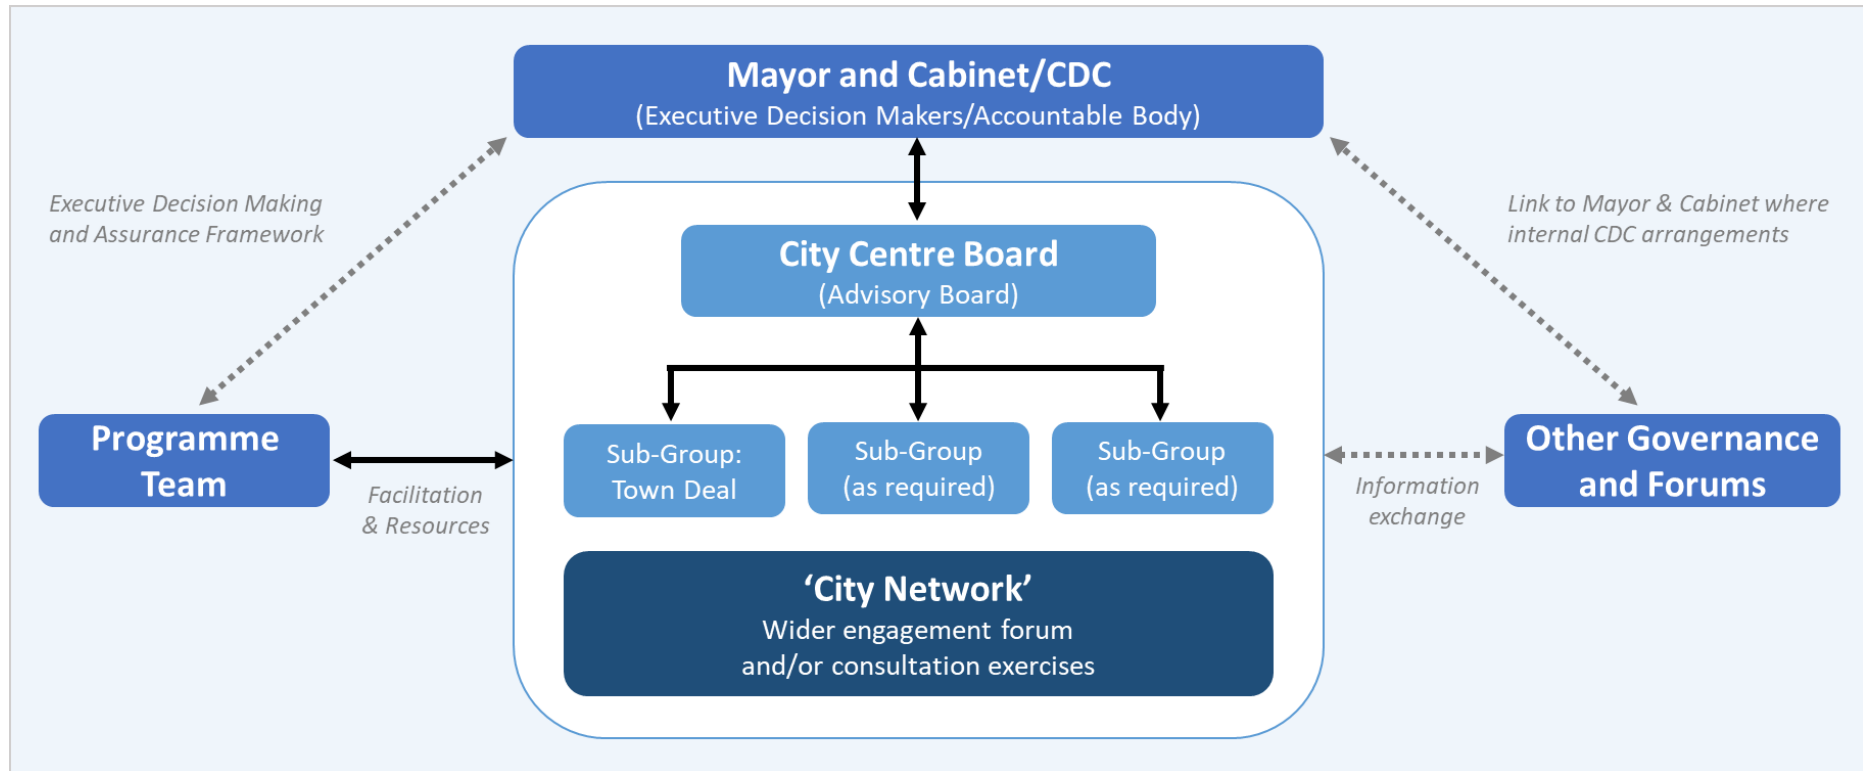 Mayor and Cabinet/CDC
(Executive Decision Makers/Accountable Body)
Executive Decision Making
and Assurance Framework
Link to Mayor & Cabinet where
internal CDC arrangements
City Centre Board
(Advisory Board)
Programme
Team
Facilitation
& Resources
Sub-Group:
Town Deal
Sub-Group
(as required)
Sub-Group
(as required)
Information
exchange
Other Governance
and Forums
‘City Network’
Wider engagement forum
and/or consultation exercises